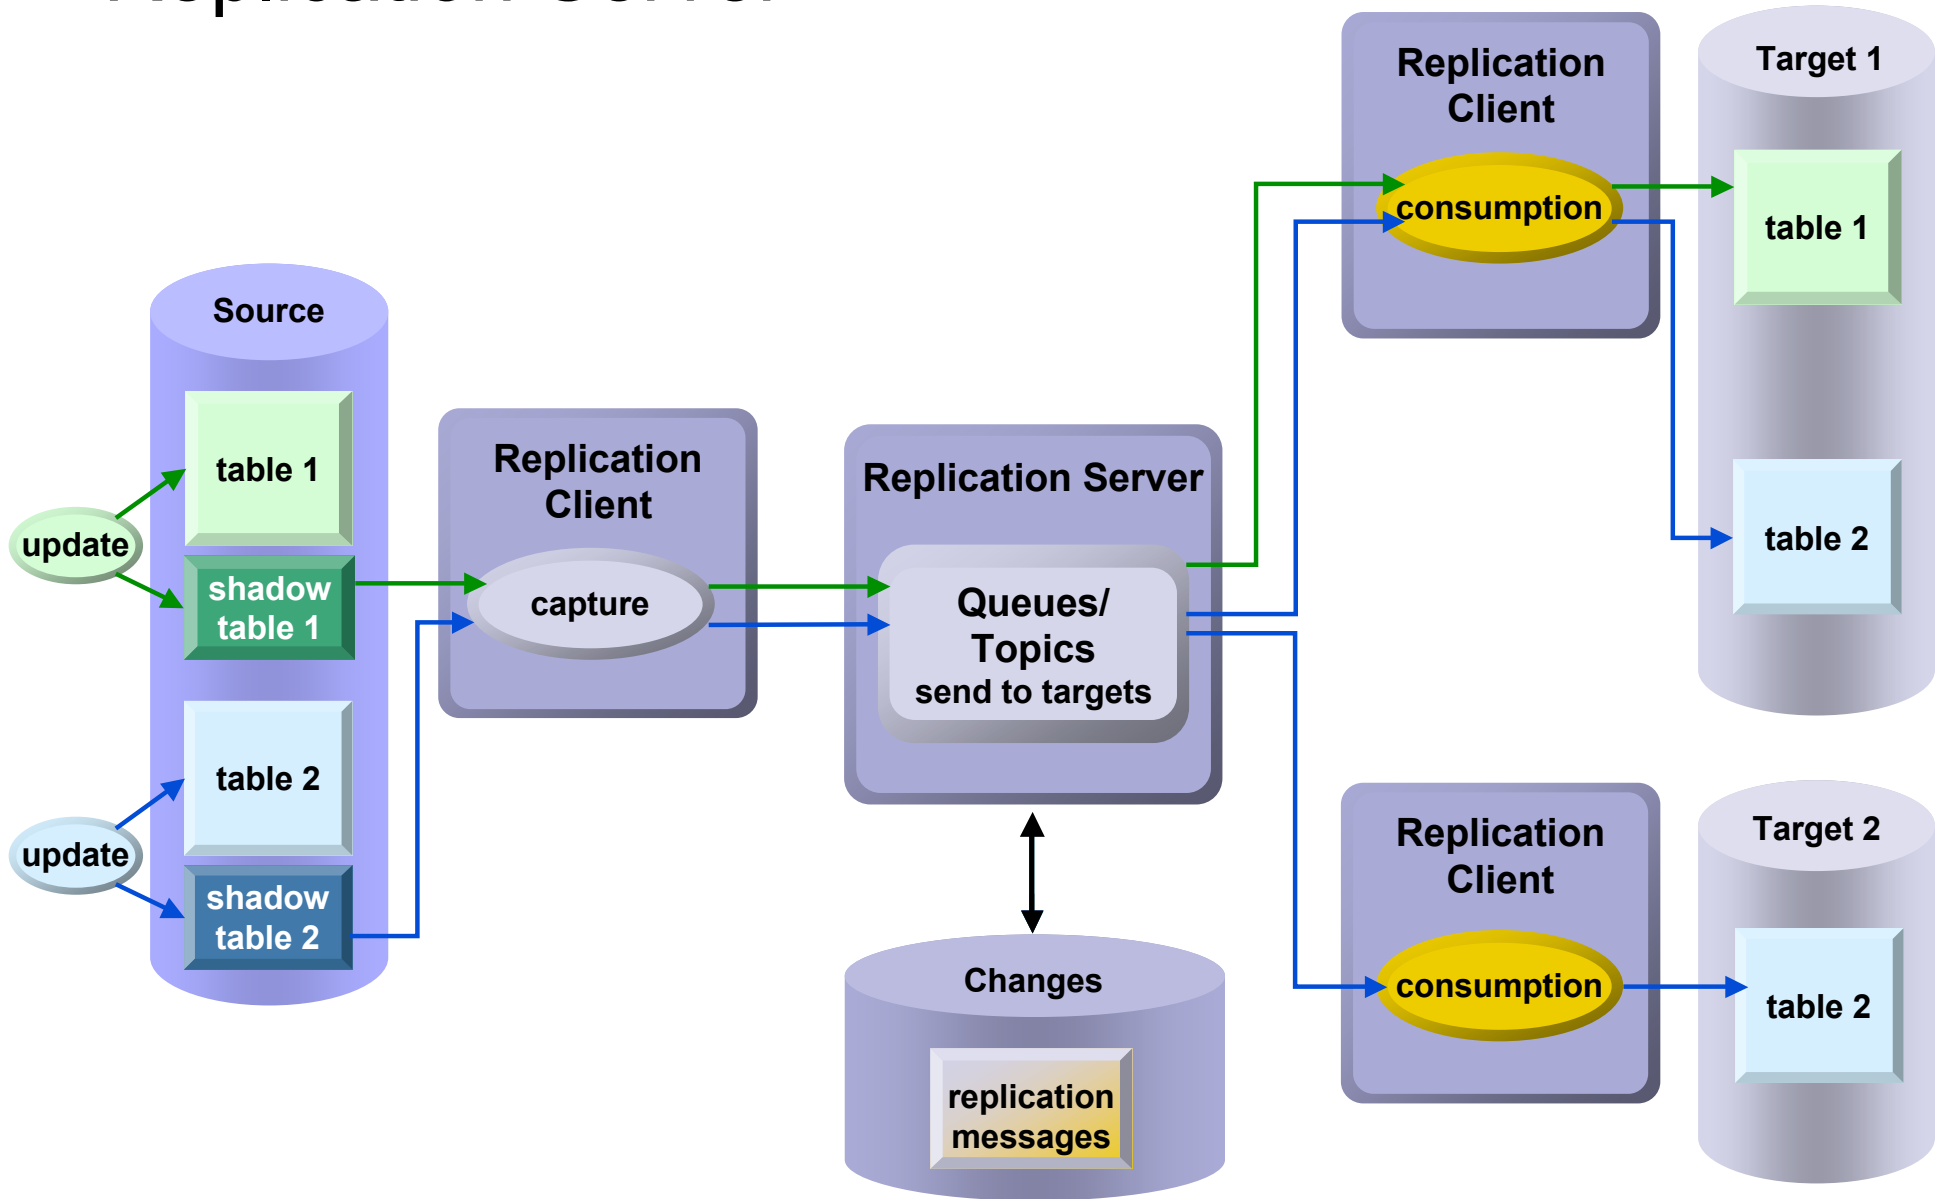 Replication Server
Replication
Client
consumption
Target 1
table 1
table 2
Source
table 1
update
shadow
table 1
table 2
update
shadow
table 2
Replication
Client
capture
Replication Server
Queues/
Topics
send to targets
Changes
replication
messages
Replication
Client
consumption
Target 2
table 2